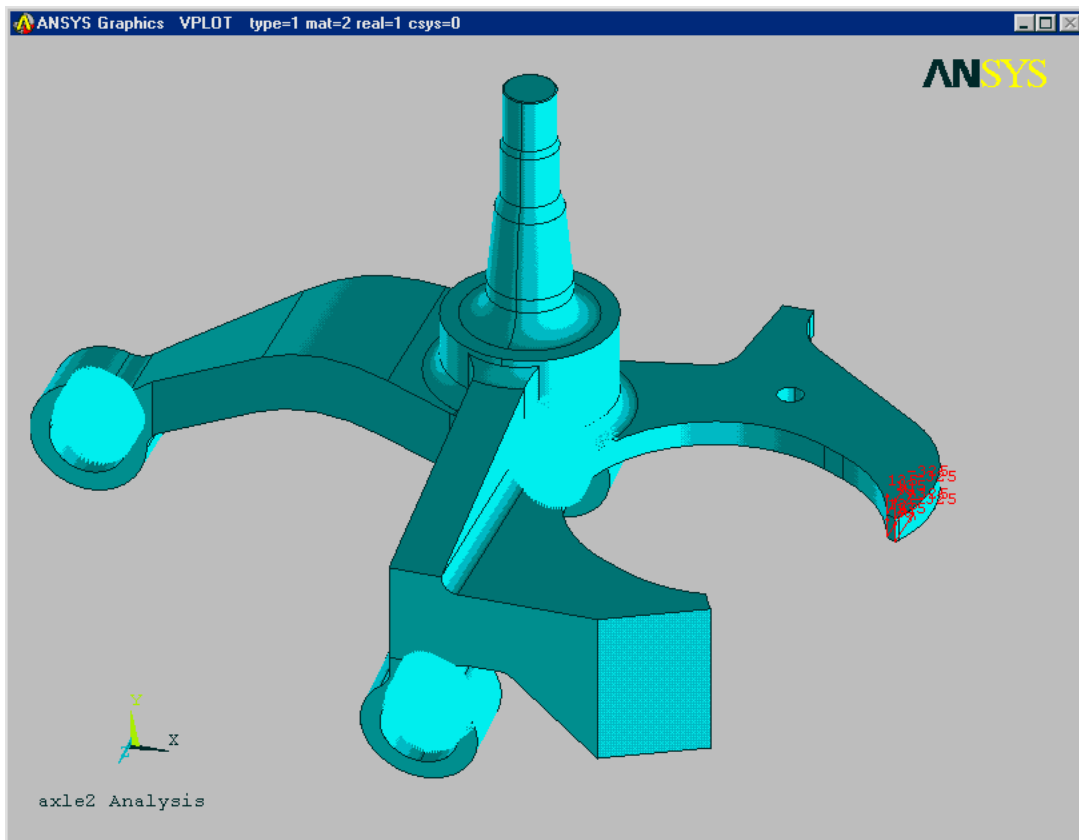 ANSYS Graphics VPLOT type=1 mat=2 real=1 csys=0
ANSYS
Y
X
Z
axle2 Analysis